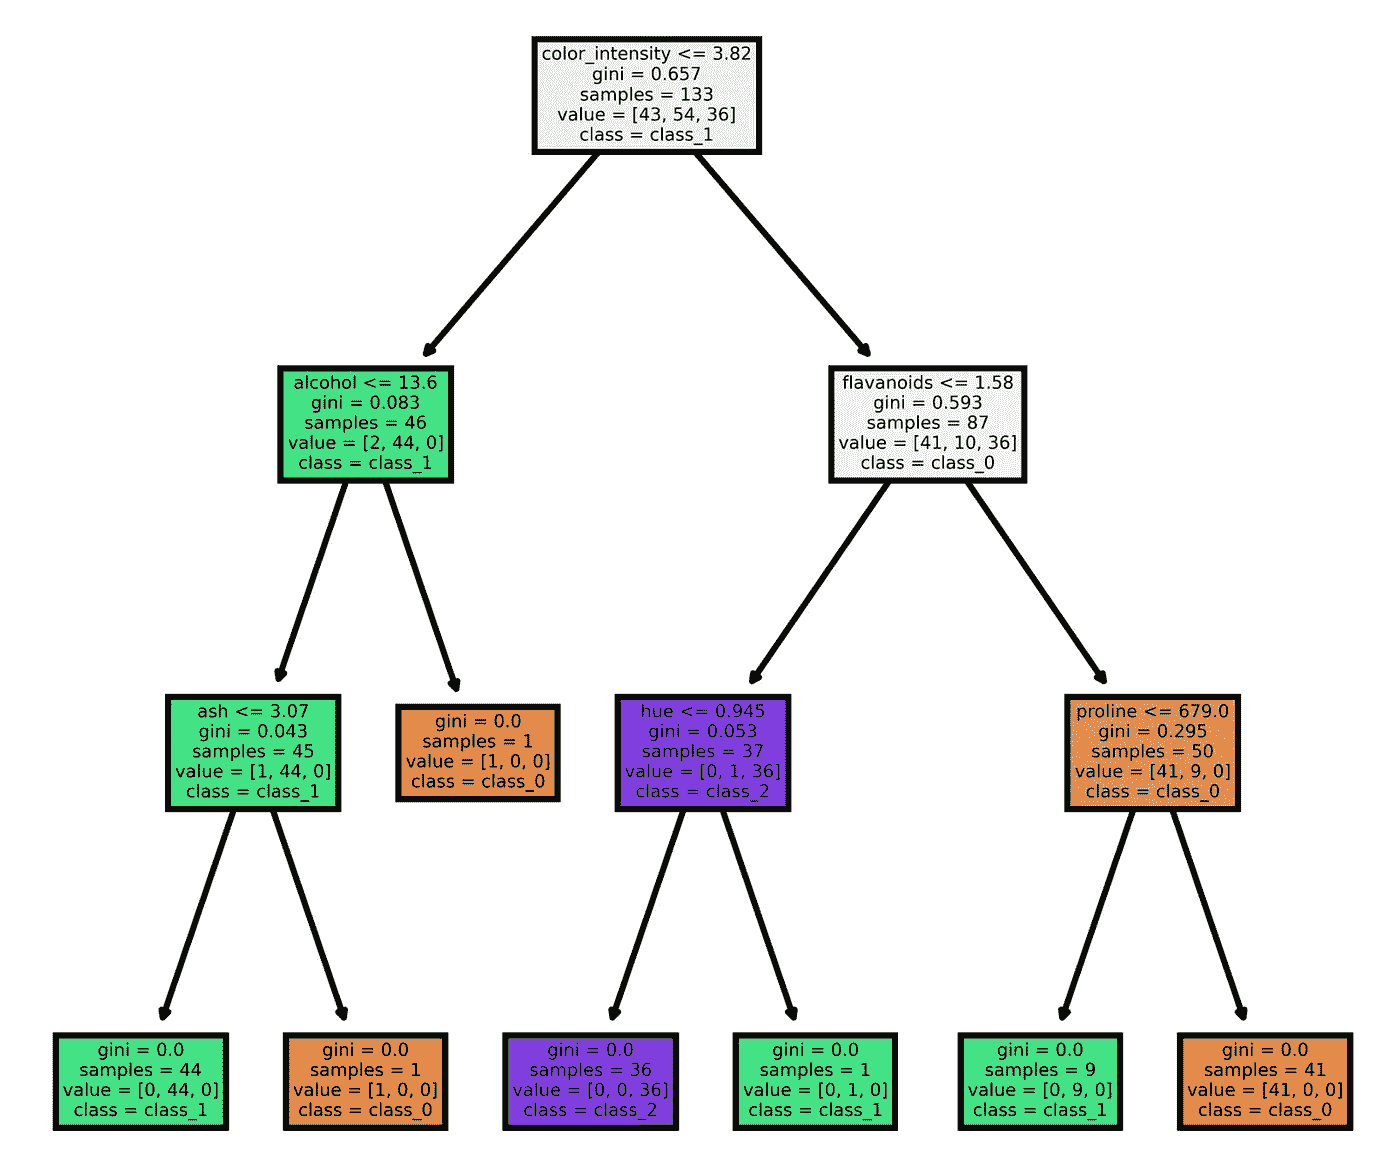 color_intensity <= 3.82
gini = 0.657
samples = 133
value = [43, 54, 36]
class = class_1
alcohol <= 13.6
gini = 0.083
samples = 46
value = [2, 44, 0]
class = class_1
flavanoids <= 1.58
gini = 0.593
samples = 87
value = [41, 10, 36]
class = class_0
ash <= 3.07
gini = 0.043
samples = 45
value = [1, 44, 0]
class = class_1
gini = 0.0
samples = 1
value = [1, 0, 0]
class = class_0
hue <= 0.945
gini = 0.053
samples = 37
value = [0, 1, 36]
class = class_2
proline <= 679.0
gini = 0.295
samples = 50
value = [41, 9, 0]
class = class_0
gini = 0.0
samples = 44
value = [0, 44, 0]
class = class_1
gini = 0.0
samples = 1
value = [1, 0, 0]
class = class_0
gini = 0.0
samples = 36
value = [0, 0, 36]
class = class_2
gini = 0.0
samples = 1
value = [0, 1, 0]
class = class_1
gini = 0.0
samples = 9
value = [0, 9, 0]
class = class_1
gini = 0.0
samples = 41
value = [41, 0, 0]
class = class_0